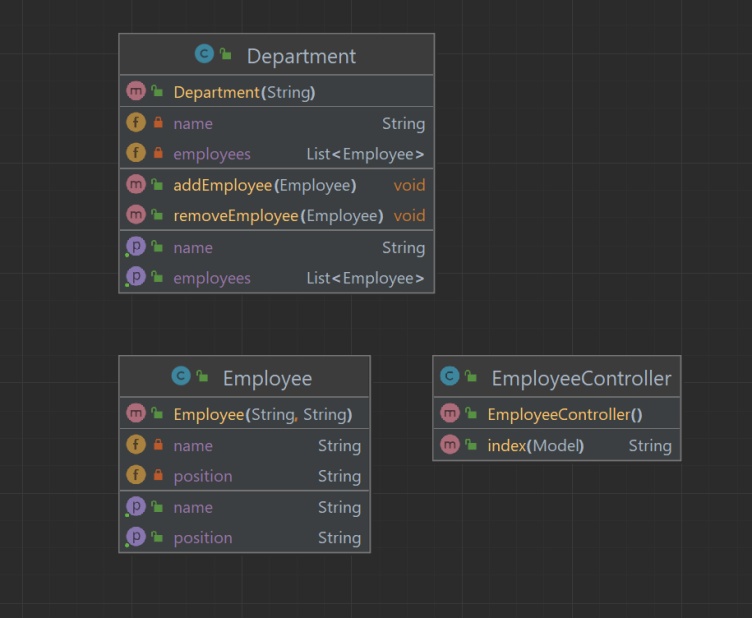 Department
Department(String)
name String
employees List<Employee>
addEmployee(Employee) void
removeEmployee(Employee) void
name String
employees List<Employee>
Employee
Employee(String, String)
name String
position String
name String
position String
EmployeeController
EmployeeController()
index(Model) String